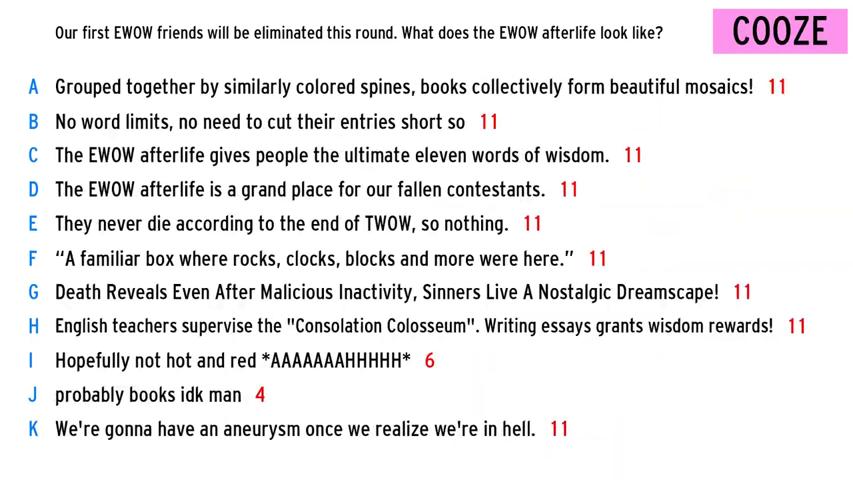 Our first EWOW friends will be eliminated this round. What does the EWOW afterlife look like?
COOZE
A Grouped together by similarly colored spines, books collectively form beautiful mosaics! 11
B No word limits, no need to cut their entries short so 11
C The EWOW afterlife gives people the ultimate eleven words of wisdom. 11
D The EWOW afterlife is a grand place for our fallen contestants. 11
E They never die according to the end of TWOW, so nothing. 11
F “A familiar box where rocks, clocks, blocks and more were here.” 11
G Death Reveals Even After Malicious Inactivity, Sinners Live A Nostalgic Dreamscape! 11
H English teachers supervise the "Consolation Colosseum". Writing essays grants wisdom rewards! 11
I Hopefully not hot and red *AAAAAAAHHHHH* 6
J probably books idk man 4
K We're gonna have an aneurysm once we realize we're in hell. 11